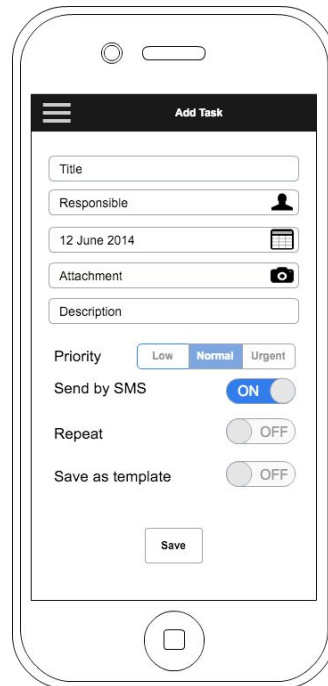 Add Task
Title
Responsible
12 June 2014
Attachment
Description
Priority Low Normal Urgent
Send by SMS ON
Repeat OFF
Save as template OFF
Save